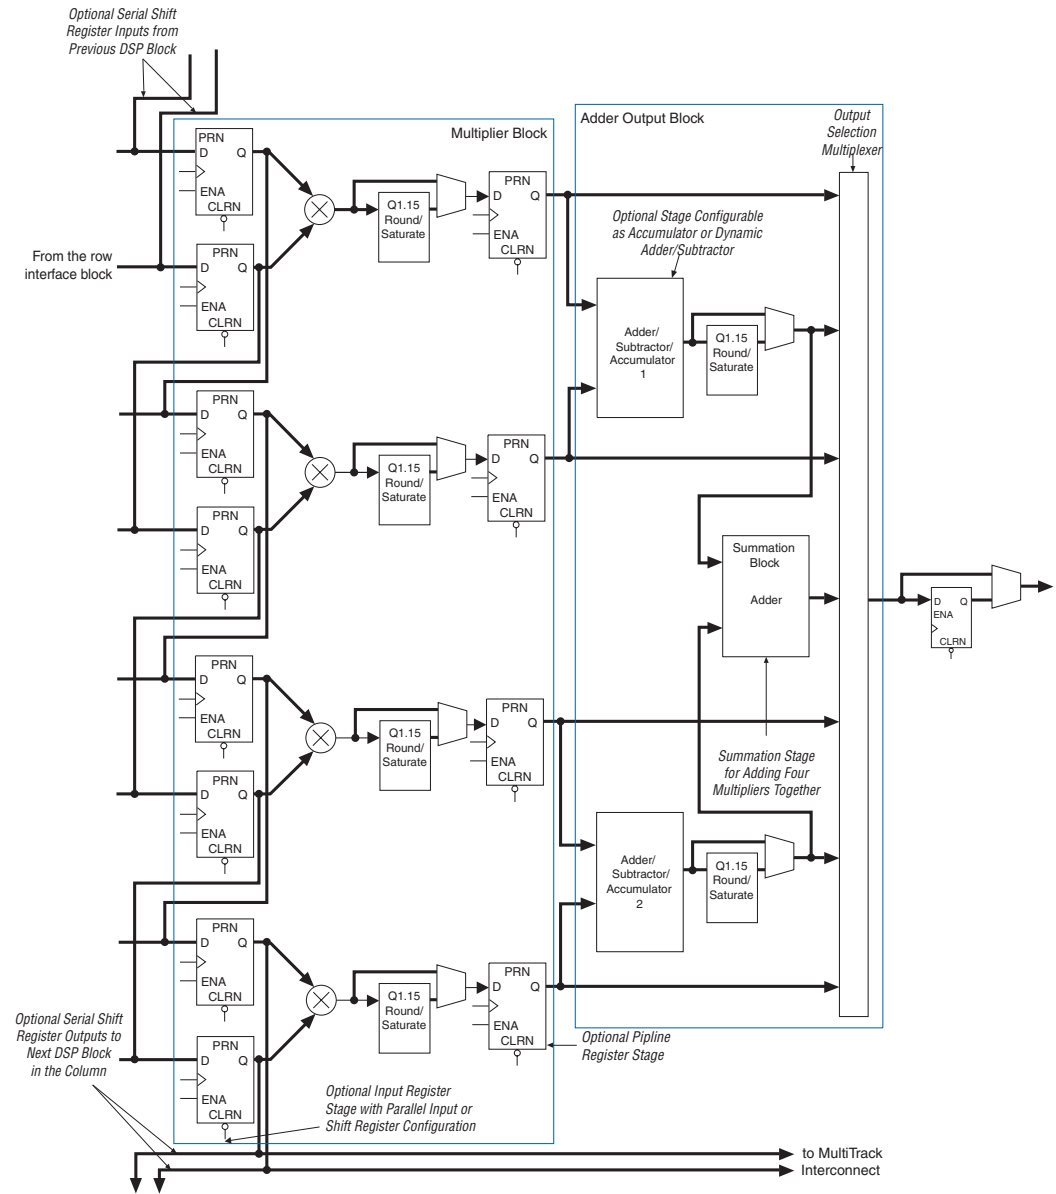 Optional Serial Shift
Register Inputs from
Previous DSP Block
Multiplier Block
Adder Output Block
Output
Selection
Multiplexer
PRN
D Q
ENA
CLRN
Q1.15
Round/
Saturate
PRN
D Q
ENA
CLRN
Optional Stage Configurable
as Accumulator or Dynamic
Adder/Subtractor
From the row
interface block
PRN
D Q
ENA
CLRN
Adder/
Subtractor/
Accumulator
1
Q1.15
Round/
Saturate
PRN
D Q
ENA
CLRN
Q1.15
Round/
Saturate
PRN
D Q
ENA
CLRN
PRN
D Q
ENA
CLRN
Summation
Block
Adder
D Q
ENA
CLRN
PRN
D Q
ENA
CLRN
Q1.15
Round/
Saturate
PRN
D Q
ENA
CLRN
Summation Stage
for Adding Four
Multipliers Together
PRN
D Q
ENA
CLRN
Adder/
Subtractor/
Accumulator
2
Q1.15
Round/
Saturate
PRN
D Q
ENA
CLRN
Q1.15
Round/
Saturate
PRN
D Q
ENA
CLRN
Optional Serial Shift
Register Outputs to
Next DSP Block
in the Column
PRN
D Q
ENA
CLRN
Optional Pipline
Register Stage
Optional Input Register
Stage with Parallel Input or
Shift Register Configuration
to MultiTrack
Interconnect